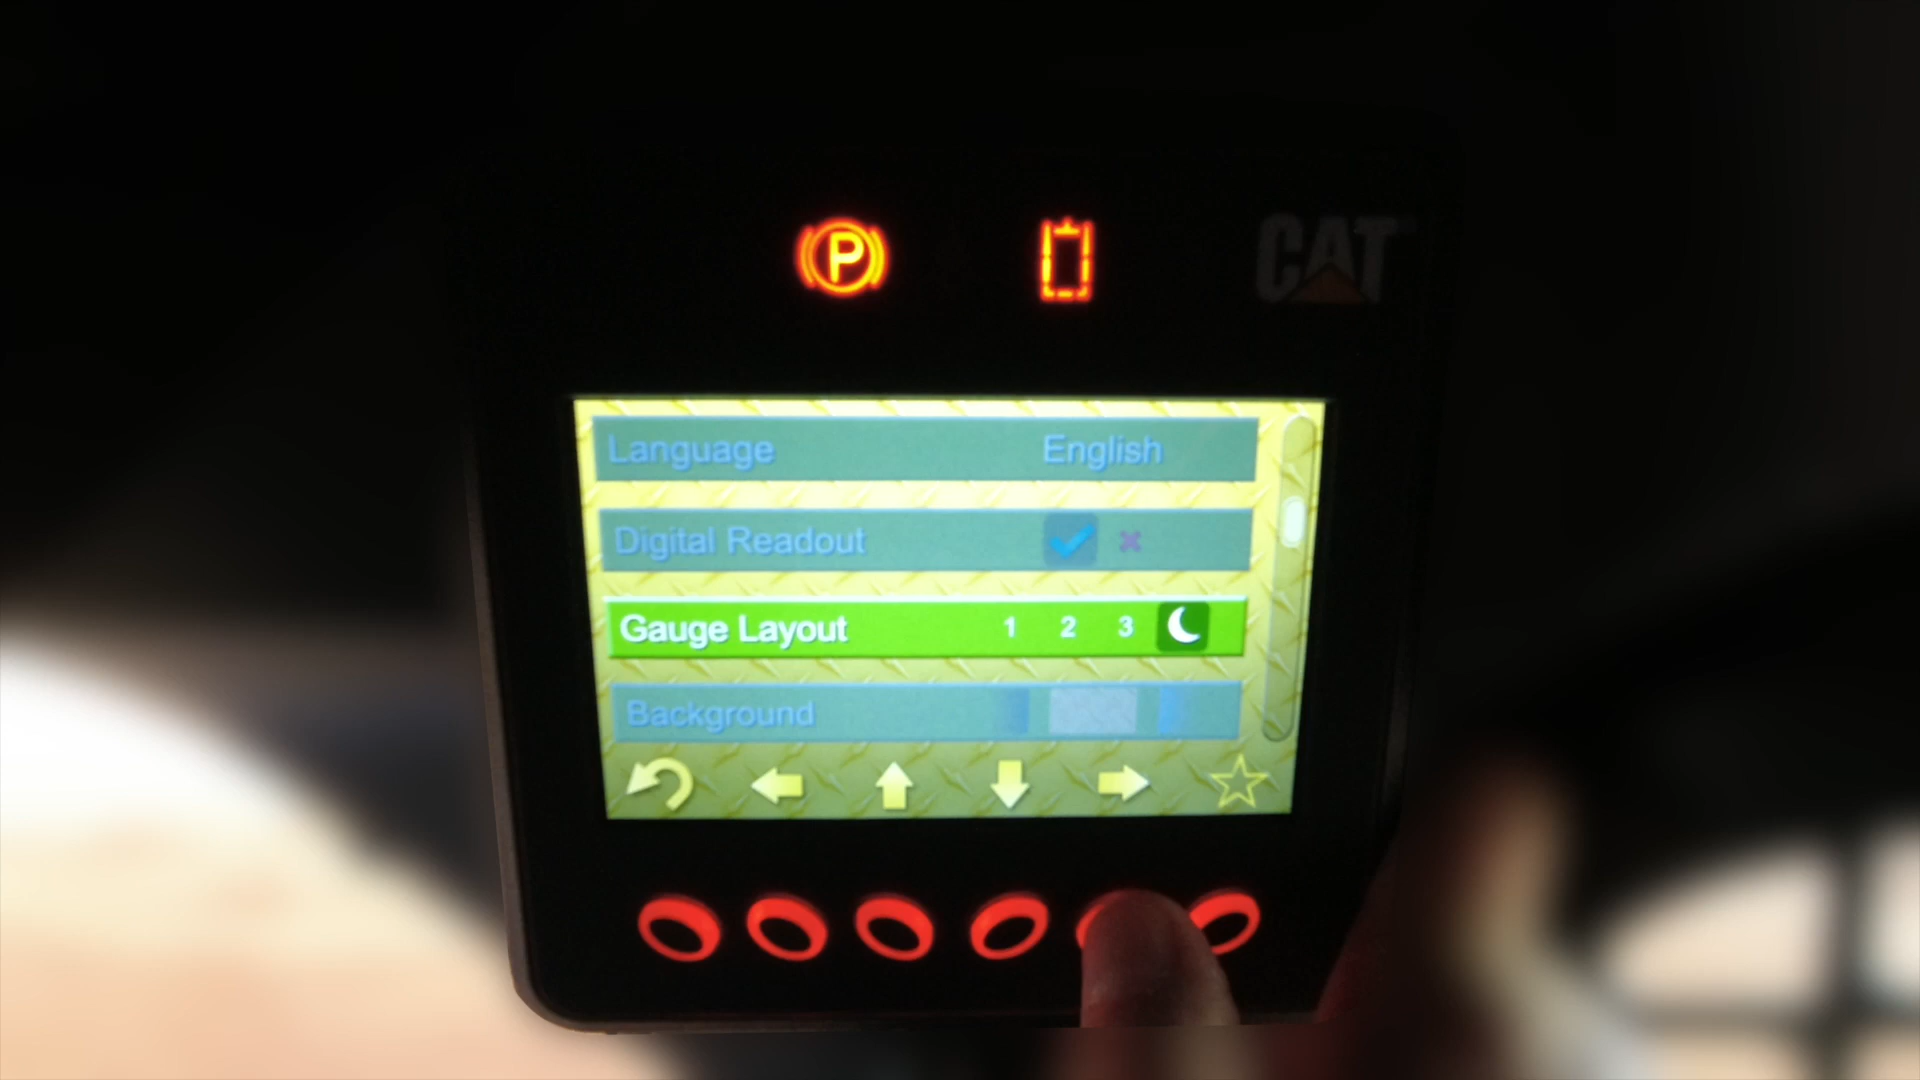 P
CAT
Language English
Digital Readout
Gauge Layout 1 2 3
Background